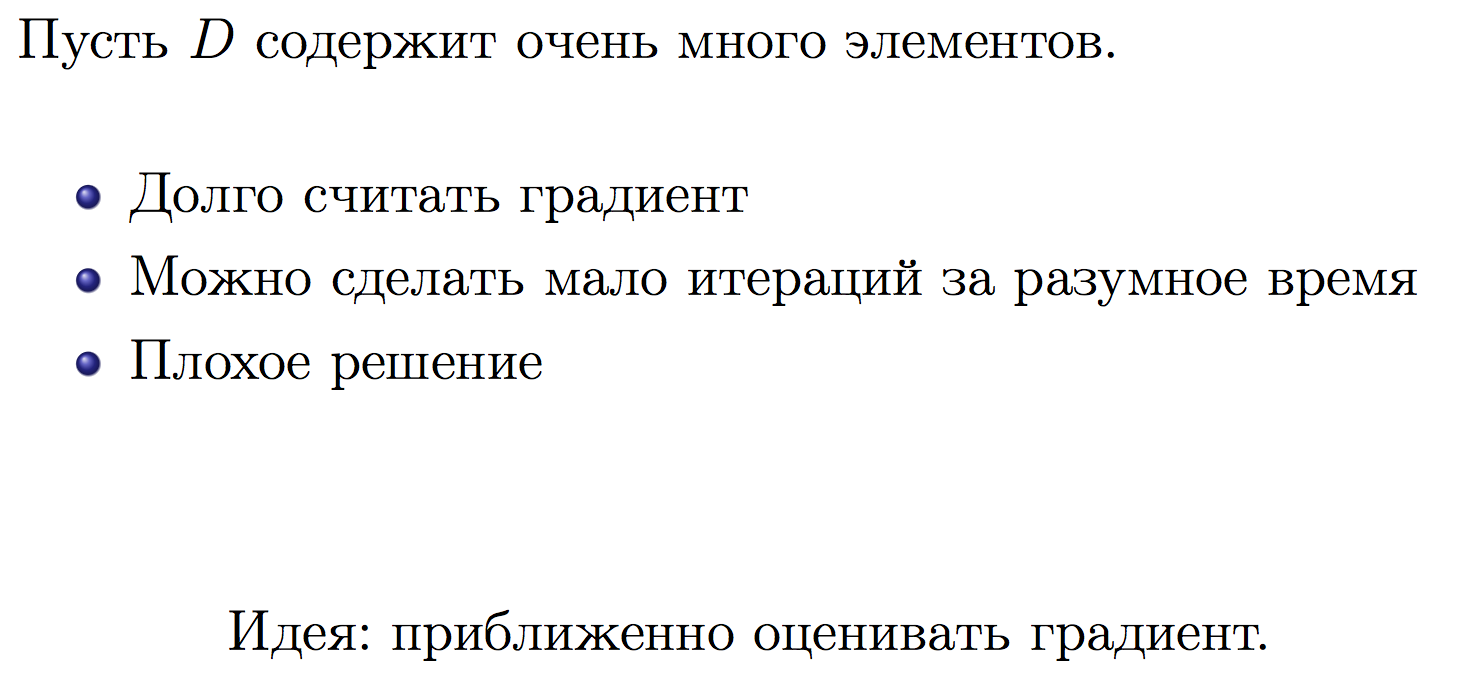 Пусть D содержит очень много элементов.
Долго считать градиент
Можно сделать мало итераций за разумное время
Плохое решение
Идея: приближенно оценивать градиент.